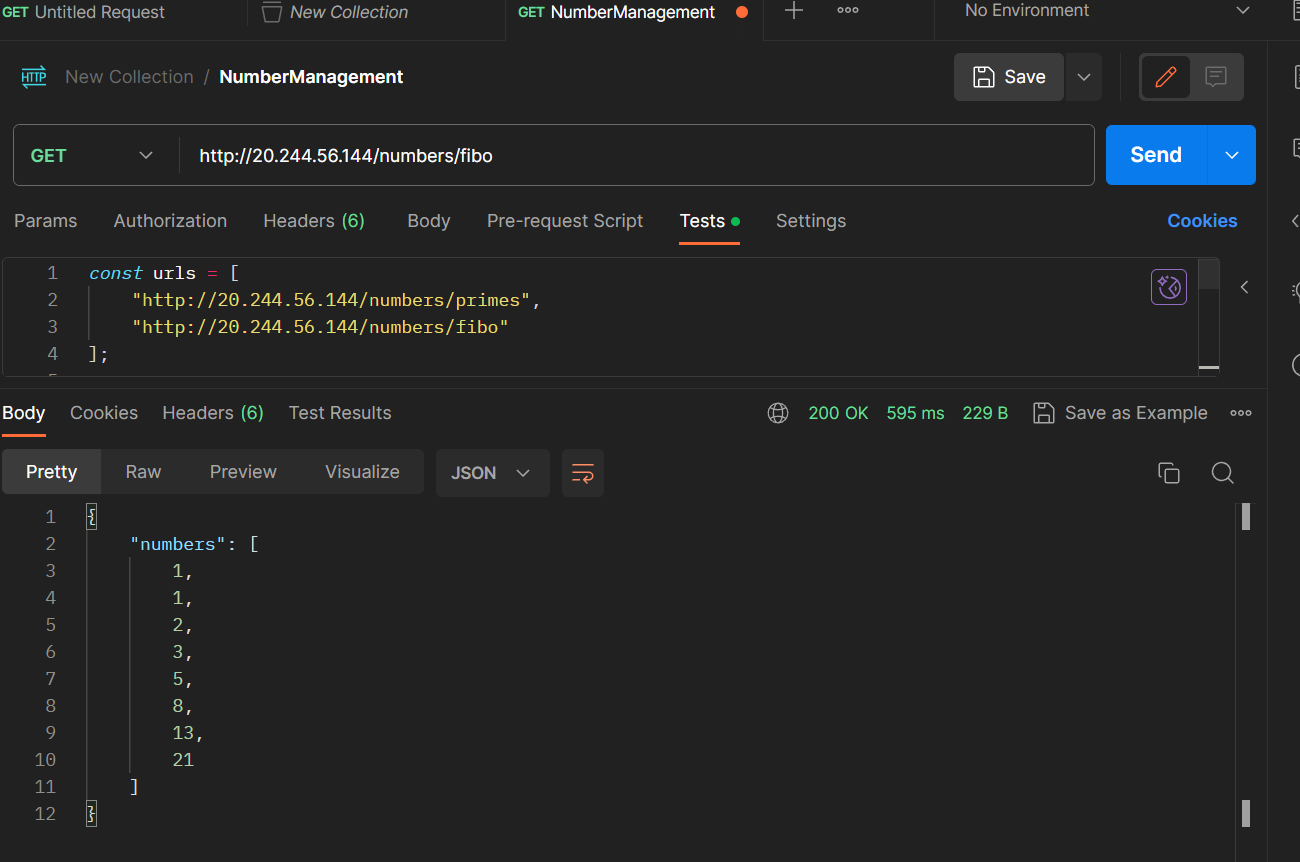 GET Untitled Request New Collection GET NumberManagement No Environment
HTTP New Collection / NumberManagement Save
GET http://20.244.56.144/numbers/fibo Send
Params Authorization Headers (6) Body Pre-request Script Tests Settings Cookies
1 const urls = [
2 "http://20.244.56.144/numbers/primes",
3 "http://20.244.56.144/numbers/fibo"
4 ];
Body Cookies Headers (6) Test Results 200 OK 595 ms 229 B Save as Example
Pretty Raw Preview Visualize JSON
1 {
2 "numbers": [
3 1,
4 1,
5 2,
6 3,
7 5,
8 8,
9 13,
10 21
11 ]
12 }